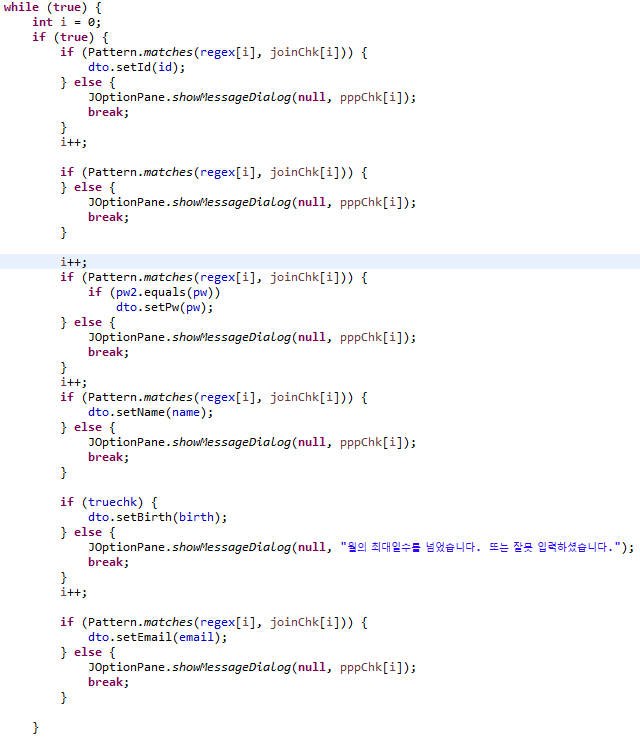 while (true) {
int i = 0;
if (true) {
if (Pattern.matches(regex[i], joinChk[i])) {
dto.setId(id);
} else {
JOptionPane.showMessageDialog(null, pppChk[i]);
break;
}
i++;
if (Pattern.matches(regex[i], joinChk[i])) {
} else {
JOptionPane.showMessageDialog(null, pppChk[i]);
break;
}
i++;
if (Pattern.matches(regex[i], joinChk[i])) {
if (pw2.equals(pw))
dto.setPw(pw);
} else {
JOptionPane.showMessageDialog(null, pppChk[i]);
break;
}
i++;
if (Pattern.matches(regex[i], joinChk[i])) {
dto.setName(name);
} else {
JOptionPane.showMessageDialog(null, pppChk[i]);
break;
}
if (truechk) {
dto.setBirth(birth);
} else {
JOptionPane.showMessageDialog(null, "월의 최대일수를 넘었습니다. 또는 잘못 입력하셨습니다.");
break;
}
i++;
if (Pattern.matches(regex[i], joinChk[i])) {
dto.setEmail(email);
} else {
JOptionPane.showMessageDialog(null, pppChk[i]);
break;
}
}